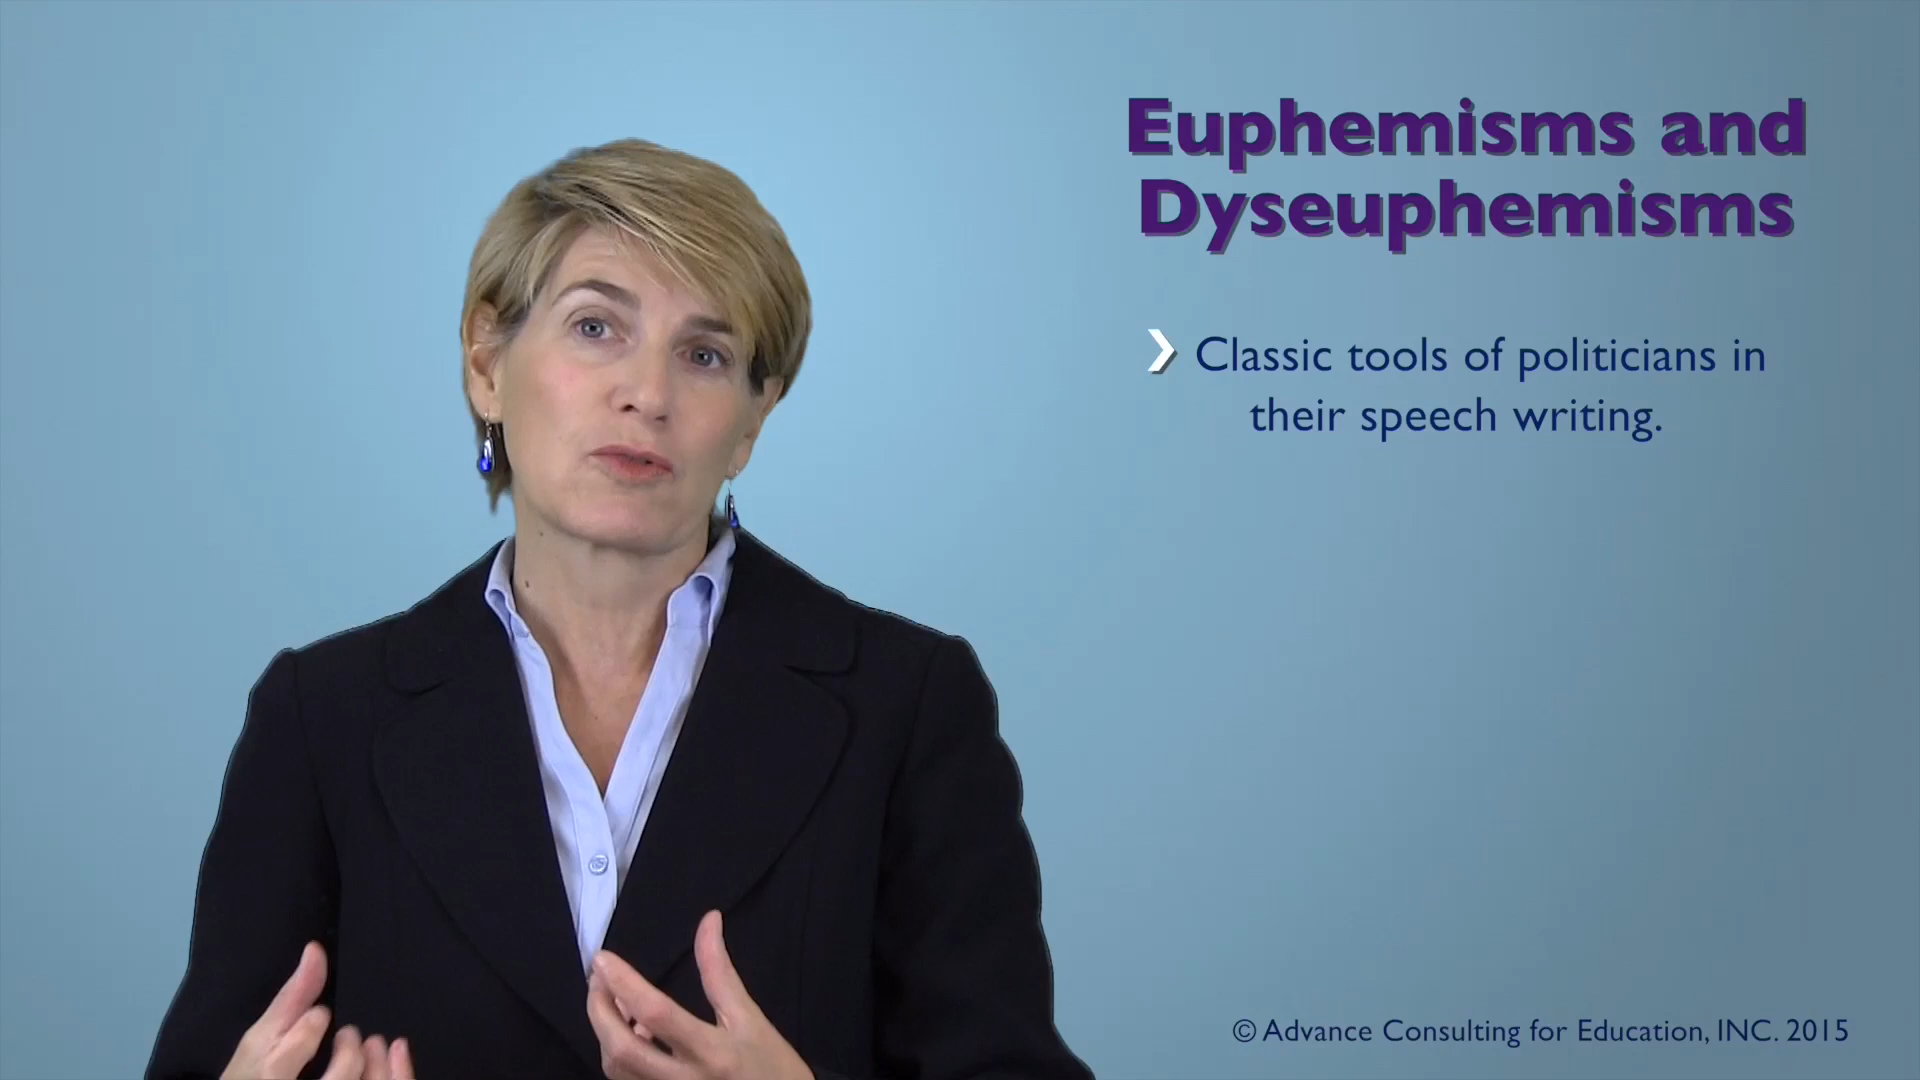 Euphemisms and
Dyseuphemisms
Classic tools of politicians in
their speech writing.
© Advance Consulting for Education, INC. 2015